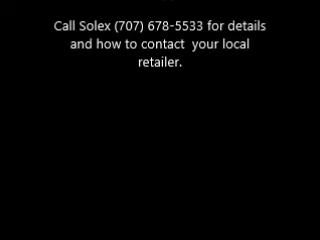 Call Solex (707) 678-5533 for details
and how to contact  your local
retailer.